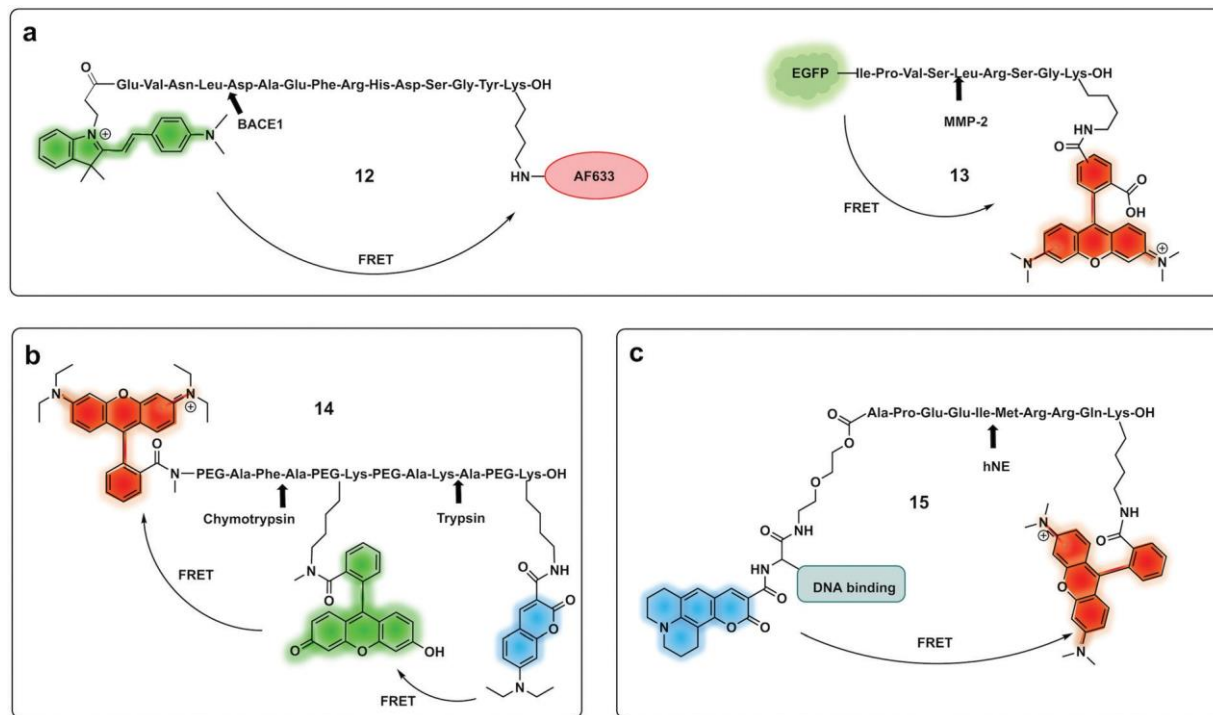 a
O
Glu-Val-Asn-Leu-Asp-Ala-Glu-Phe-Arg-His-Asp-Ser-Gly-Tyr-Lys-OH
BACE1
N
+
N
12
HN
AF633
FRET
EGFP
Ile-Pro-Val-Ser-Leu-Arg-Ser-Gly-Lys-OH
MMP-2
HN
O
13
O
OH
FRET
N
O
N
+
b
N
O
N
+
14
O
N
PEG-Ala-Phe-Ala-PEG-Lys-PEG-Ala-Lys-Ala-PEG-Lys-OH
Chymotrypsin
Trypsin
FRET
N
O
NH
O
O
O
O
O
OH
N
FRET
c
O
Ala-Pro-Glu-Glu-Ile-Met-Arg-Arg-Gln-Lys-OH
O
hNE
O
15
NH
O
NH
O
N
+
HN
O
DNA binding
O
N
O
O
O
N
FRET